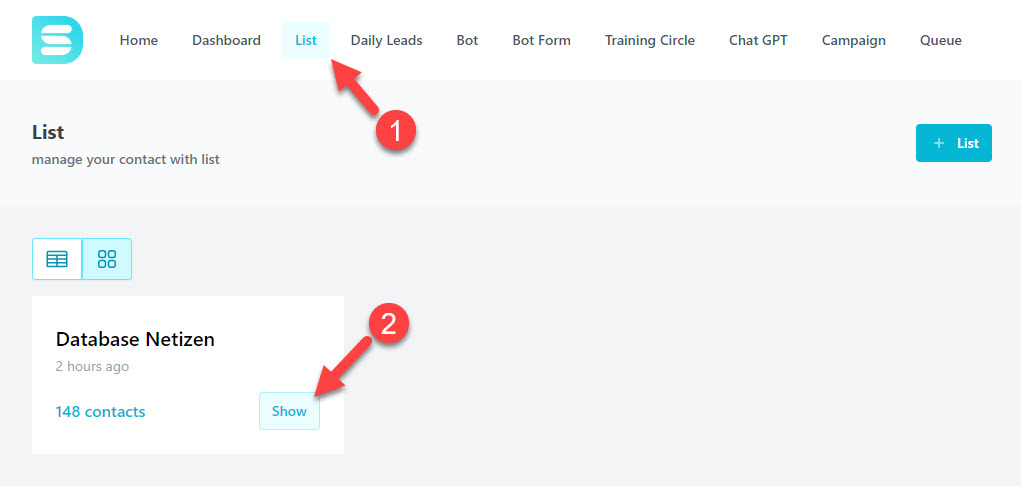 Home Dashboard List Daily Leads Bot Bot Form Training Circle Chat GPT Campaign Queue
1
List
manage your contact with list
+ List
2
Database Netizen
2 hours ago
148 contacts Show